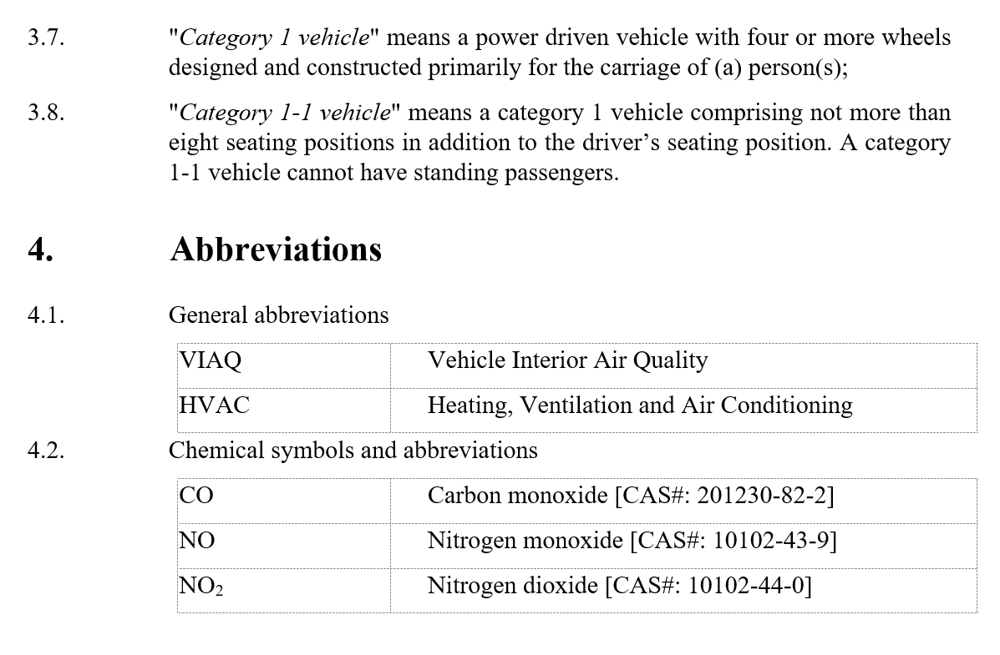 3.7. "Category 1 vehicle" means a power driven vehicle with four or more wheels
designed and constructed primarily for the carriage of (a) person(s);
3.8. "Category 1-1 vehicle" means a category 1 vehicle comprising not more than
eight seating positions in addition to the driver’s seating position. A category
1-1 vehicle cannot have standing passengers.
4. Abbreviations
4.1. General abbreviations
VIAQ Vehicle Interior Air Quality
HVAC Heating, Ventilation and Air Conditioning
4.2. Chemical symbols and abbreviations
CO Carbon monoxide [CAS#: 201230-82-2]
NO Nitrogen monoxide [CAS#: 10102-43-9]
NO₂ Nitrogen dioxide [CAS#: 10102-44-0]